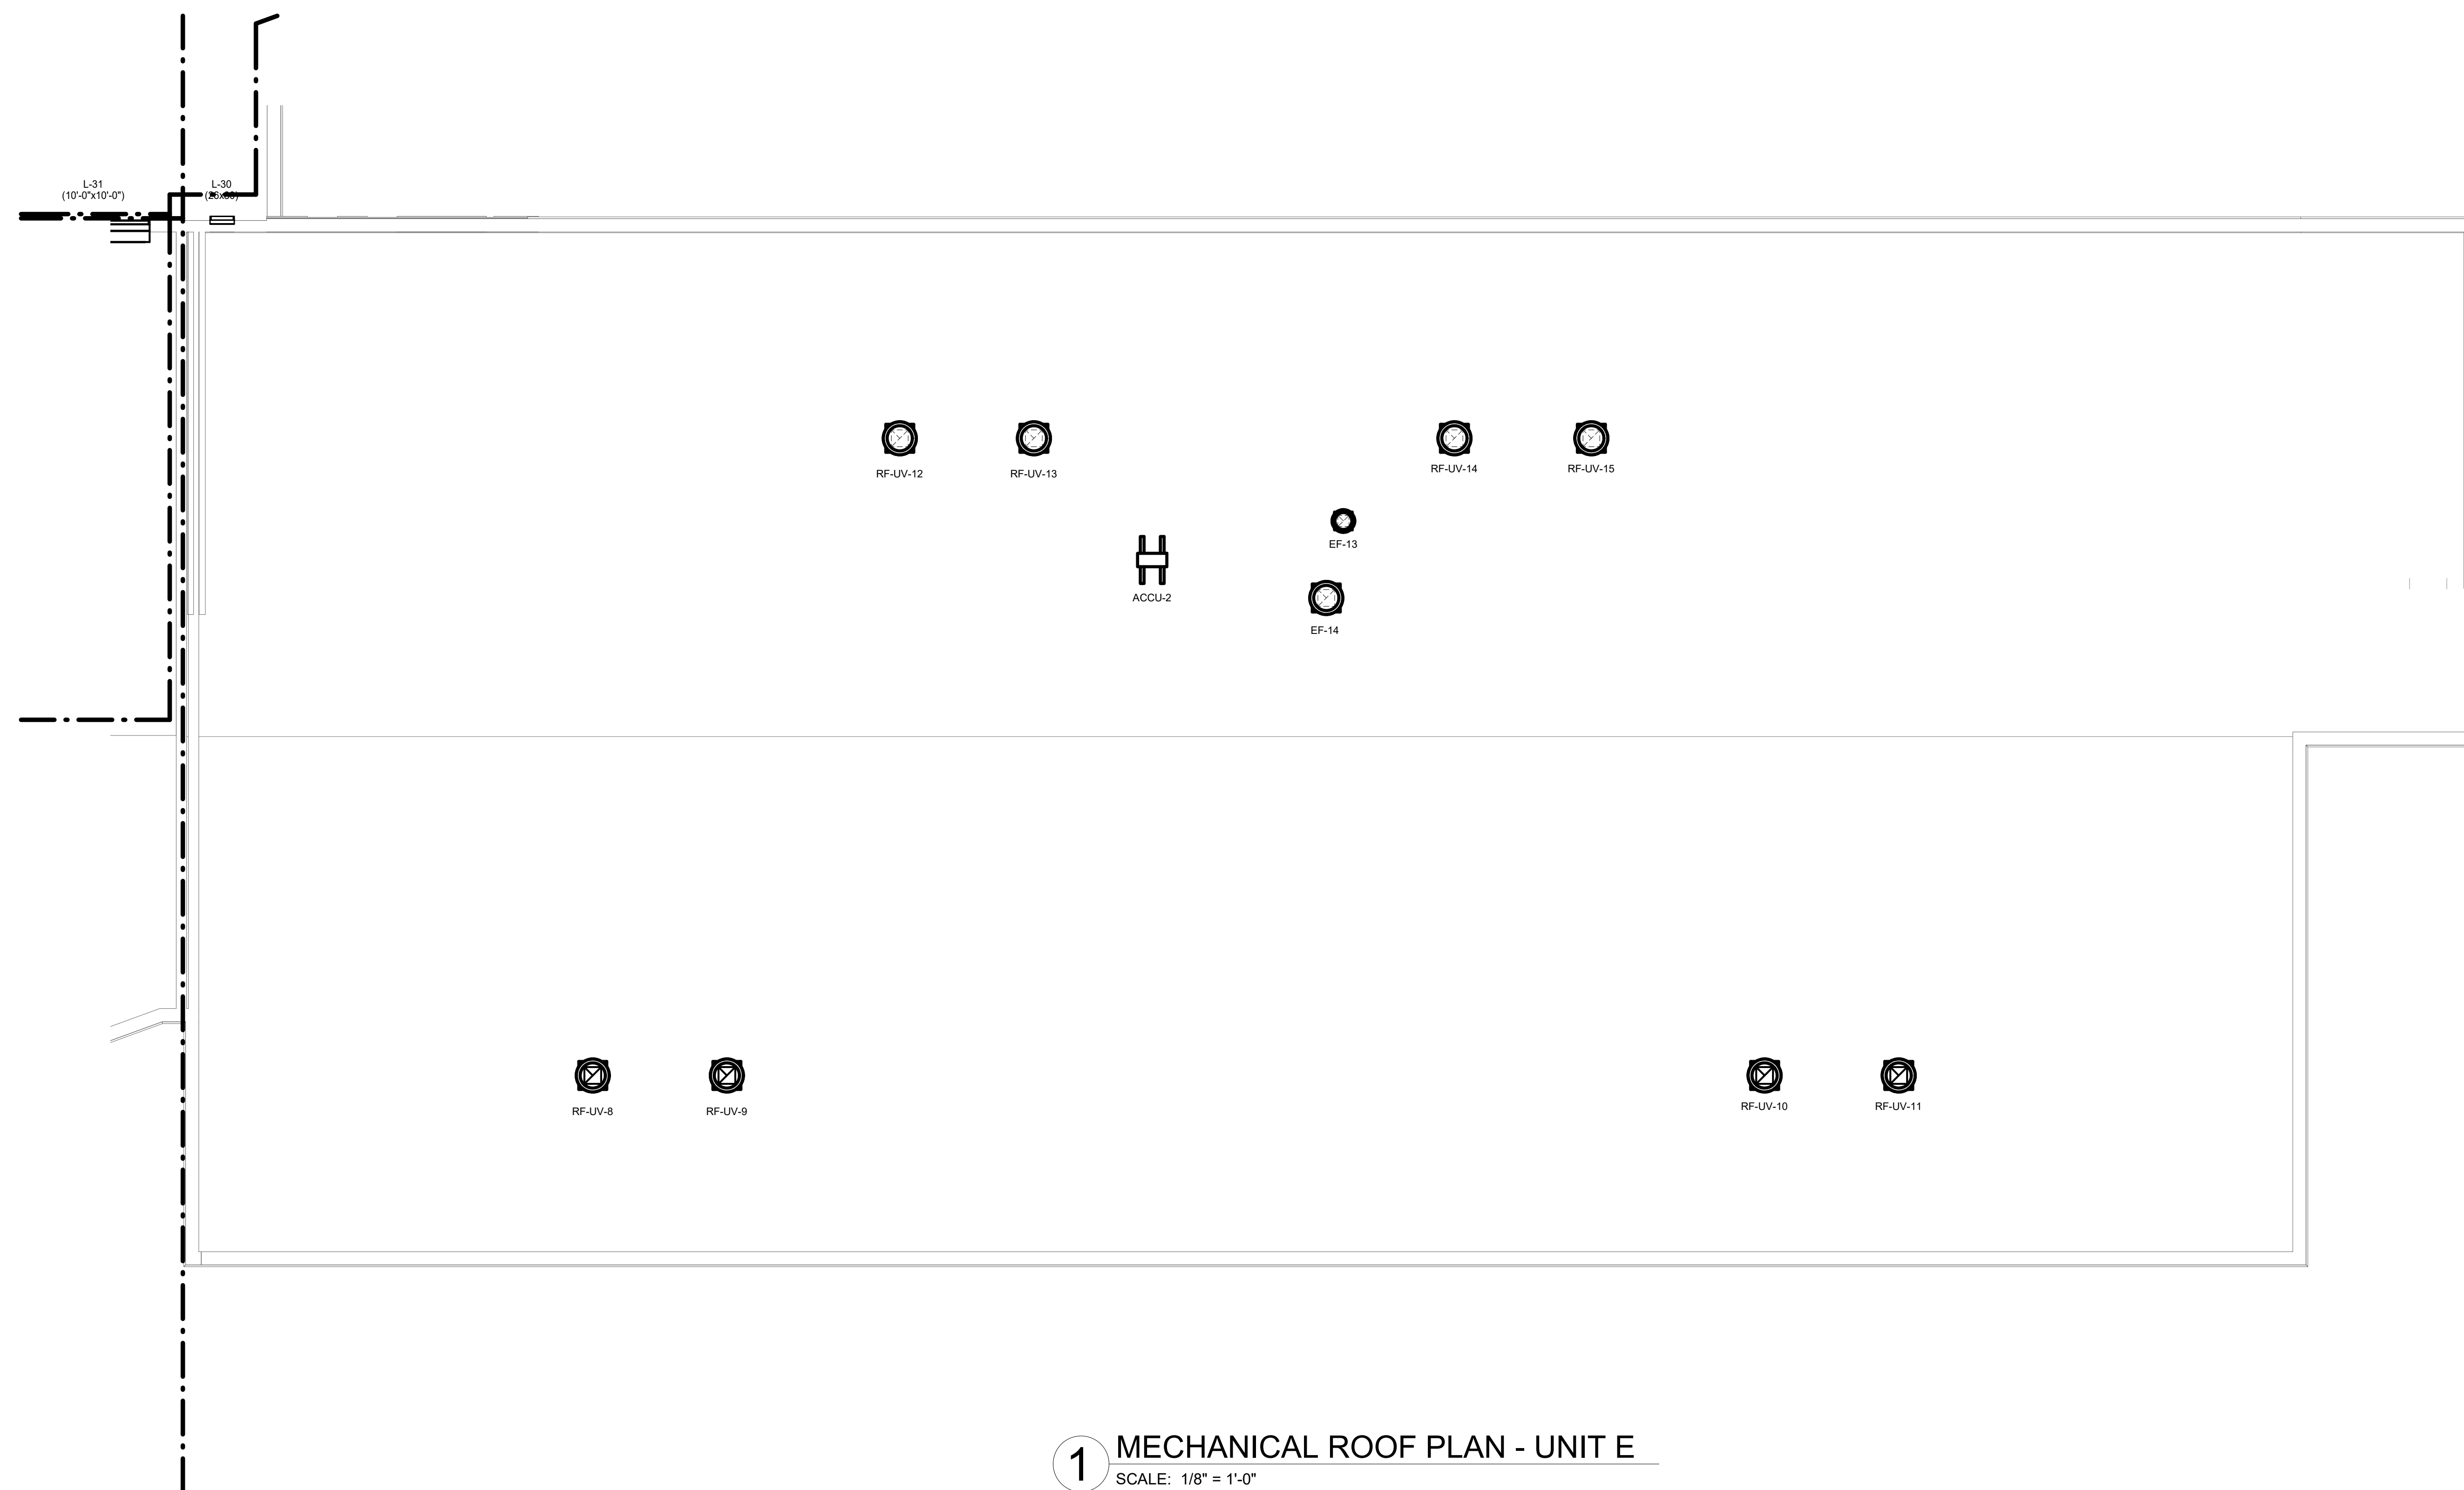 L-31
(10'-0"x10'-0")
L-30
RF-UV-12
RF-UV-13
RF-UV-14
RF-UV-15
EF-13
ACCU-2
EF-14
RF-UV-8
RF-UV-9
RF-UV-10
RF-UV-11
1
MECHANICAL ROOF PLAN - UNIT E
SCALE: 1/8" = 1'-0"